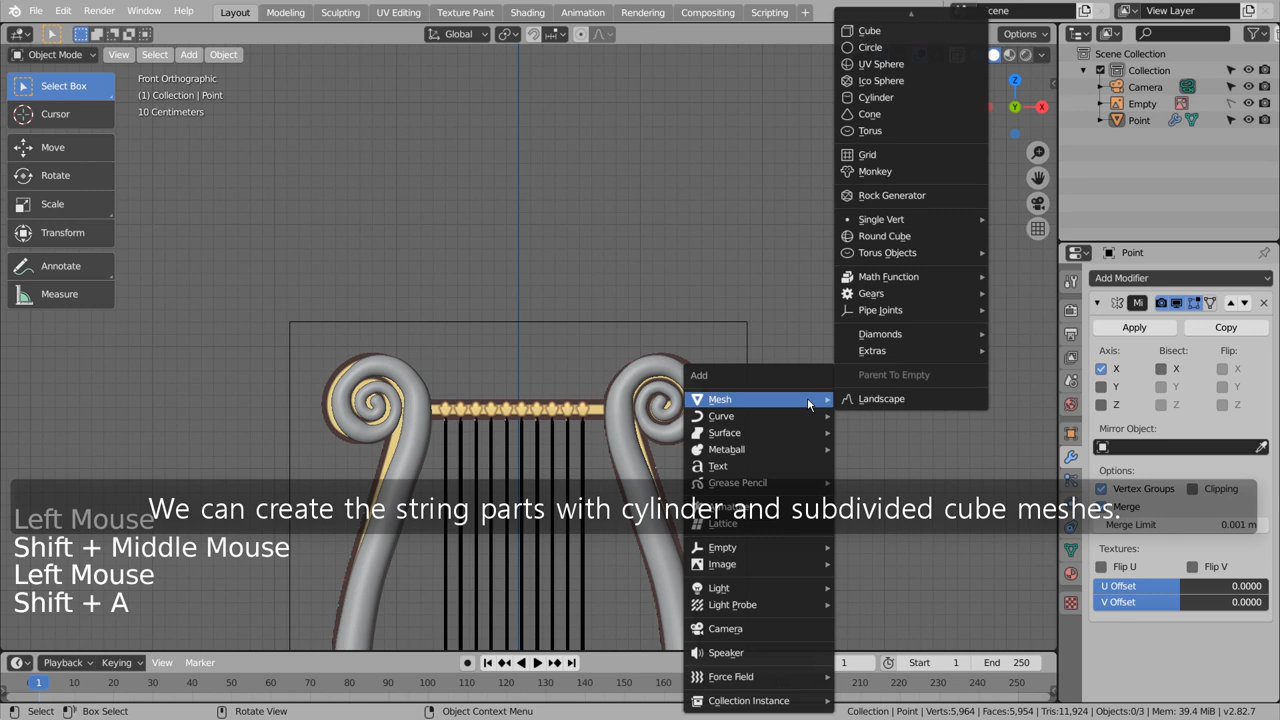 File Edit Render Window Help
Layout Modeling Sculpting UV Editing Texture Paint Shading Animation Rendering Compositing Scripting +
cene
View Layer
Global
Options
Object Mode View Select Add Object
Select Box
Cursor
Move
Rotate
Scale
Transform
Annotate
Measure
Front Orthographic
(1) Collection | Point
10 Centimeters
Z
Y
X
Cube
Circle
UV Sphere
Ico Sphere
Cylinder
Cone
Torus
Grid
Monkey
Rock Generator
Single Vert
Round Cube
Torus Objects
Math Function
Gears
Pipe Joints
Diamonds
Extras
Parent To Empty
Landscape
Add
Mesh
Curve
Surface
Metaball
Text
Grease Pencil
Lattice
Empty
Image
Light
Light Probe
Camera
Speaker
Force Field
Collection Instance
We can create the string parts with cylinder and subdivided cube meshes.
Left Mouse
Shift + Middle Mouse
Left Mouse
Shift + A
Scene Collection
Collection
Camera
Empty
Point
Point
Add Modifier
Mi
Apply Copy
Axis: Bisect: Flip:
X X X
Y Y Y
Z Z Z
Mirror Object:
Options:
Vertex Groups Clipping
Merge
Merge Limit 0.001 m
Textures:
Flip U Flip V
U Offset 0.0000
V Offset 0.0000
Playback Keying View Marker
1 Start 1 End 250
1 10 20 30 40 50 60 70 80 90 100 110 120 130 140 150 160 210 220 230 240 250
Select Box Select Rotate View Object Context Menu
Collection | Point | Verts:5,964 | Faces:5,954 | Tris:11,924 | Objects:0/3 | Mem: 39.4 MiB | v2.82.7